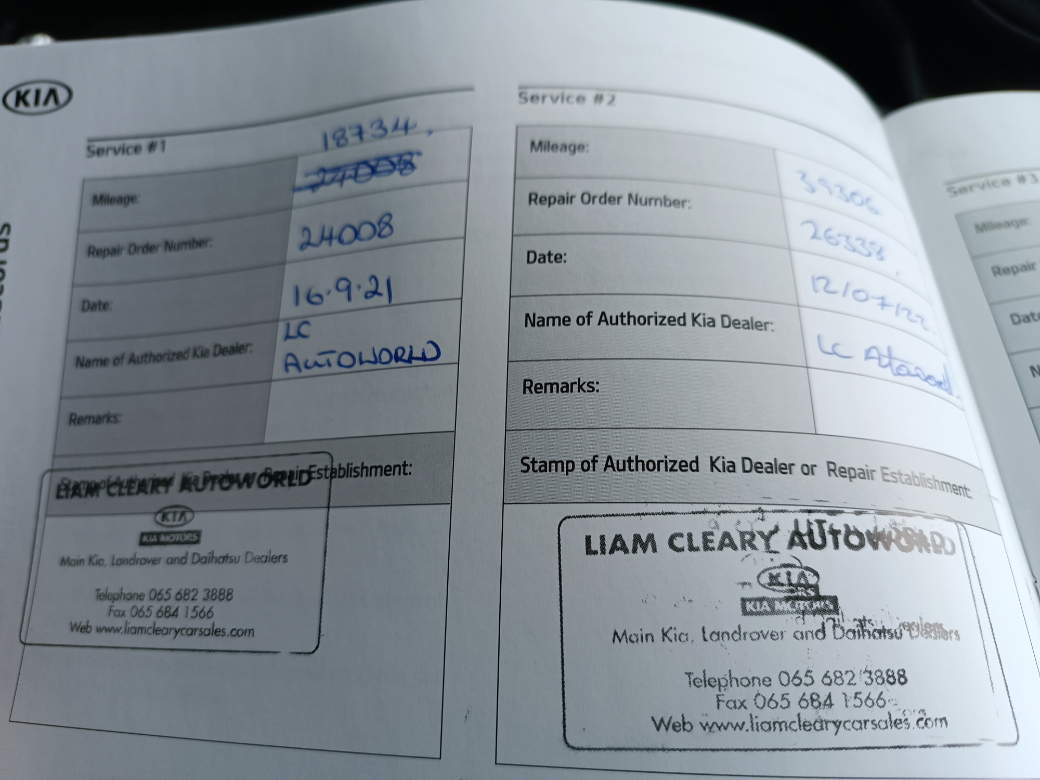 KIA
Service #1
18734,
Mileage: 24008
Repair Order Number: 24008
Date: 16.9.21
Name of Authorized Kia Dealer: LC AUTOWORLD
Remarks:
Stamp of Authorized Kia Dealer or Repair Establishment:
LIAM CLEARY AUTOWORLD
KIA
KIA MOTORS
Main Kia, Landrover and Daihatsu Dealers
Telephone 065 682 3888
Fax 065 684 1566
Web www.liamclearycarsales.com
Service #2
Mileage: 39306
Repair Order Number: 26338.
Date: 12/07/22.
Name of Authorized Kia Dealer: LC
Remarks:
Stamp of Authorized Kia Dealer or Repair Establishment:
LIAM CLEARY AUTOWORLD
KIA
KIA MOTORS
Main Kia, Landrover and Daihatsu Dealers
Telephone 065 682 3888
Fax 065 684 1566
Web www.liamclearycarsales.com
Service #3
Mileage:
Repair